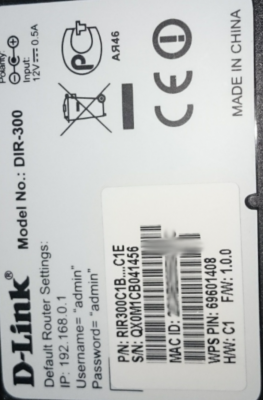 D-Link®
Model No.: DIR-300
Default Router Settings:
IP: 192.168.0.1
Username= "admin"
Password= "admin"
Polarity:
Input:
12V 0.5A
АЯ46
CE
MADE IN CHINA
P/N: RIR300C1B....C1E
S/N: QX0M1CB041456
MAC ID:
WPS PIN: 69601408
H/W: C1 F/W: 1.0.0